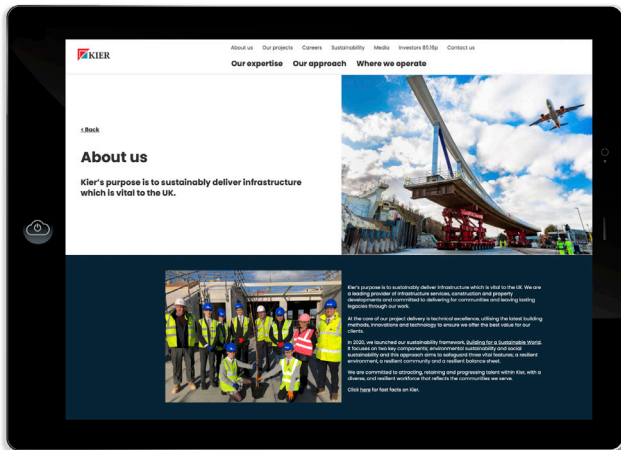 KIER
About us Our projects Careers Sustainability Media Investors 85.16p Contact us
Our expertise Our approach Where we operate
< Back
About us
Kier's purpose is to sustainably deliver infrastructure
which is vital to the UK.
Kier's purpose is to sustainably deliver infrastructure which is vital to the UK. We are
a leading provider of infrastructure services, construction and property
developments and committed to delivering for communities and leaving lasting
legacies through our work.
At the core of our project delivery is technical excellence, utilising the latest building
methods, innovations and technology to ensure we offer the best value for our
clients.
In 2020, we launched our sustainability framework, Building for a Sustainable World.
It focuses on two key components; environmental sustainability and social
sustainability and this approach aims to safeguard three vital features; a resilient
environment, a resilient community and a resilient balance sheet.
We are committed to attracting, retaining and progressing talent within Kier, with a
diverse, and resilient workforce that reflects the communities we serve.
Click here for fast facts on Kier.